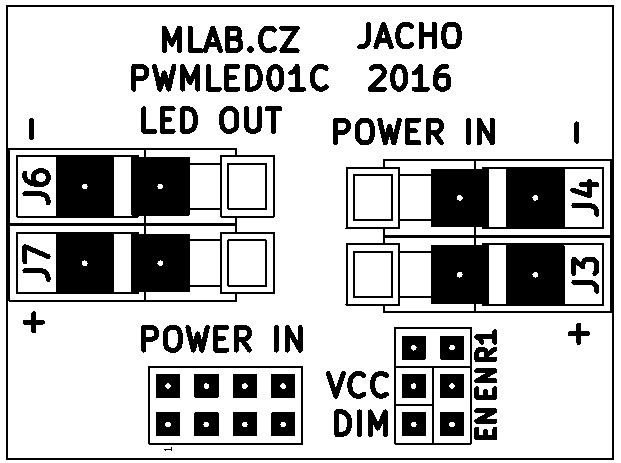 MLAB.CZ JACHO
PWMLED01C 2016
LED OUT
POWER IN
− −
J6 J4
J7 J3
+ +
POWER IN
ENR1
VCC
EN
DIM
EN
1